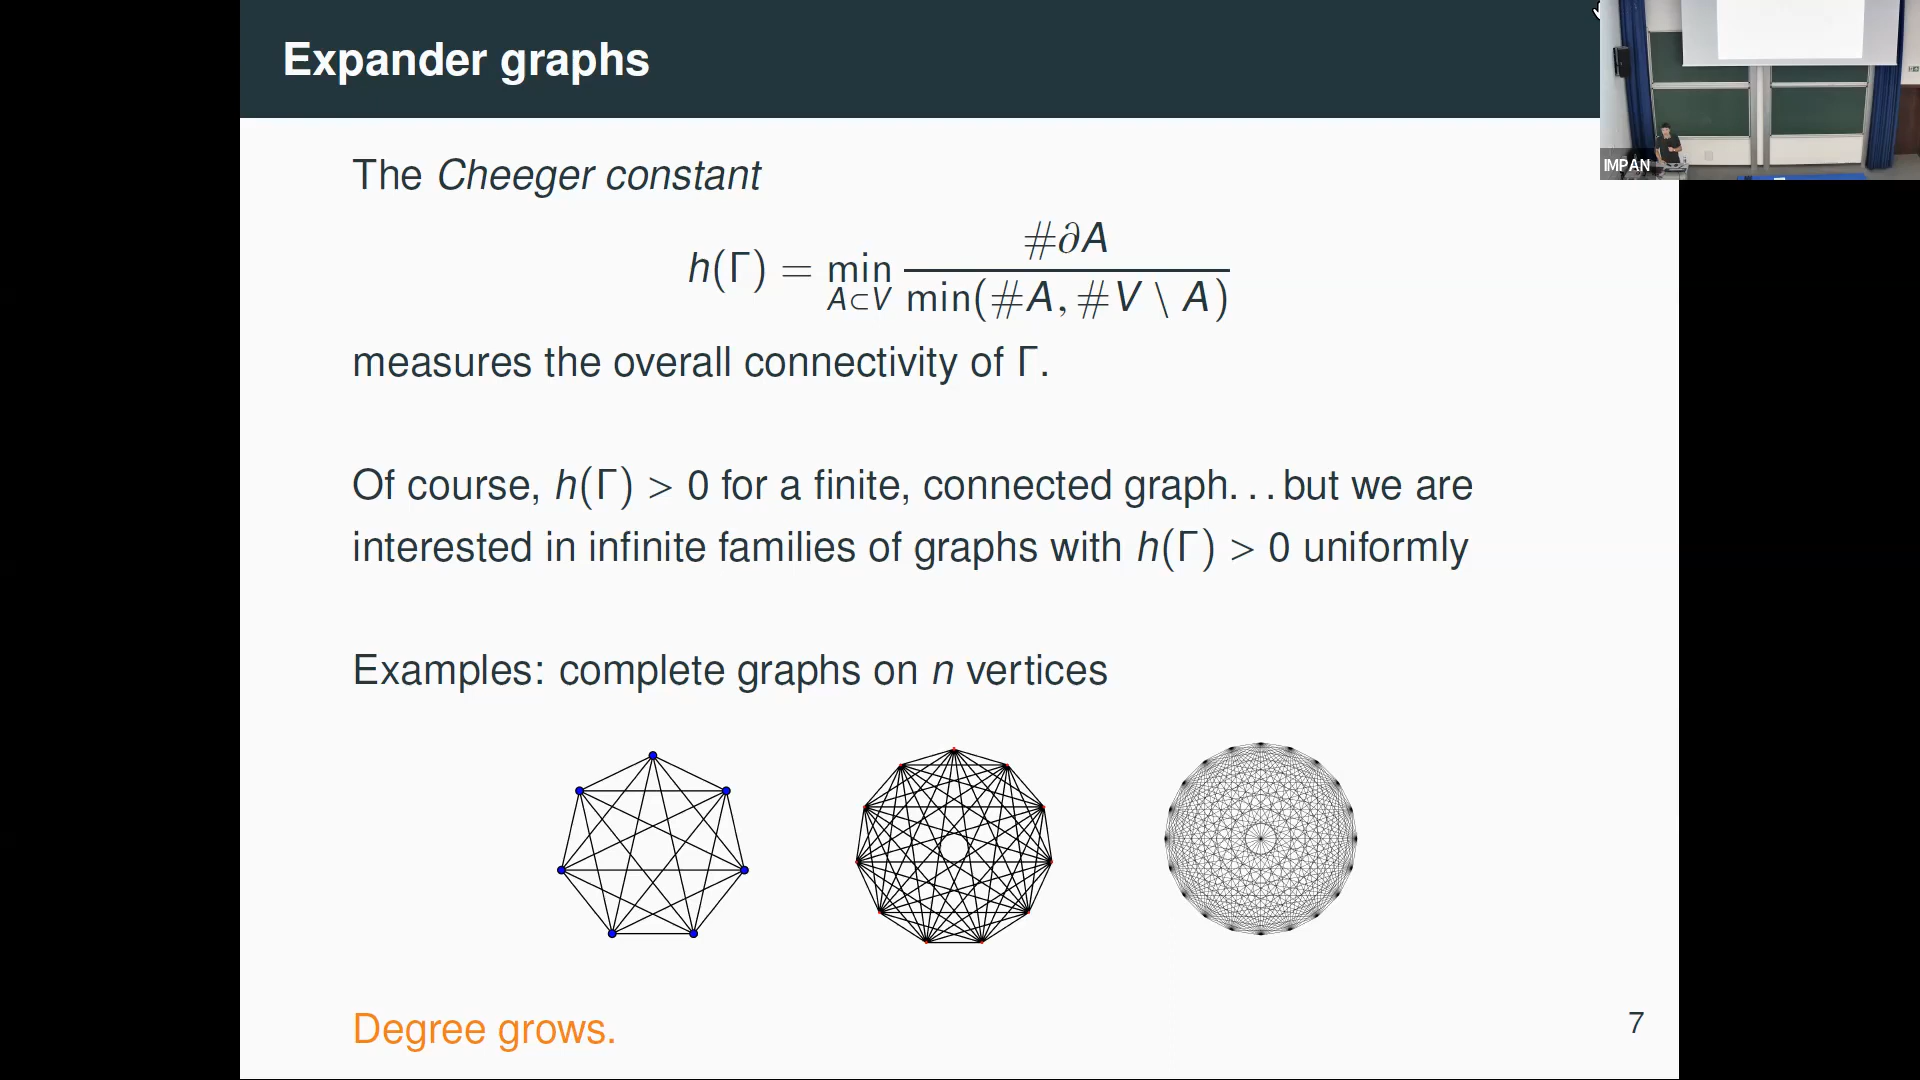 Expander graphs
IMPAN
The Cheeger constant
h(Γ) = min_{A⊂V} #∂A / min(#A, #V \ A)
measures the overall connectivity of Γ.
Of course, h(Γ) > 0 for a finite, connected graph...but we are
interested in infinite families of graphs with h(Γ) > 0 uniformly
Examples: complete graphs on n vertices
Degree grows.
7